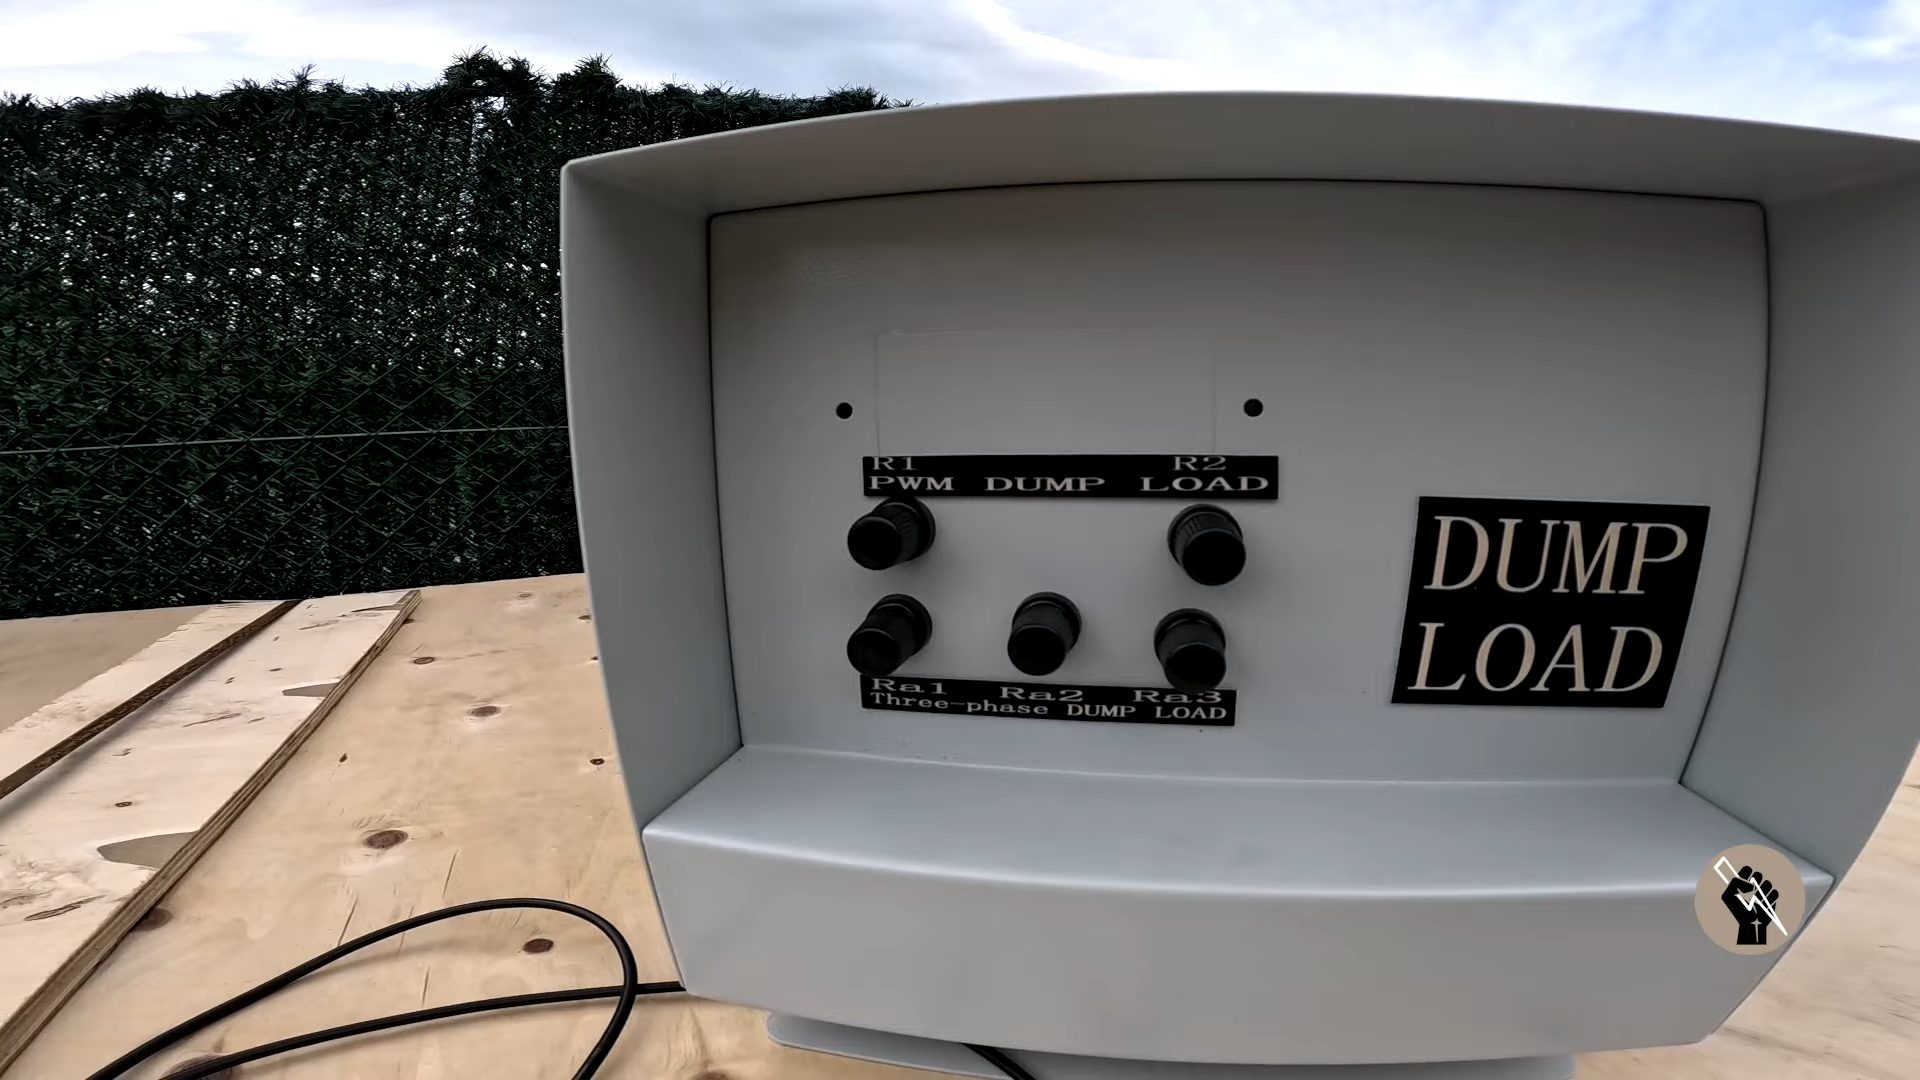 R1 R2
PWM DUMP LOAD
Ra1 Ra2 Ra3
Three-phase DUMP LOAD
DUMP
LOAD